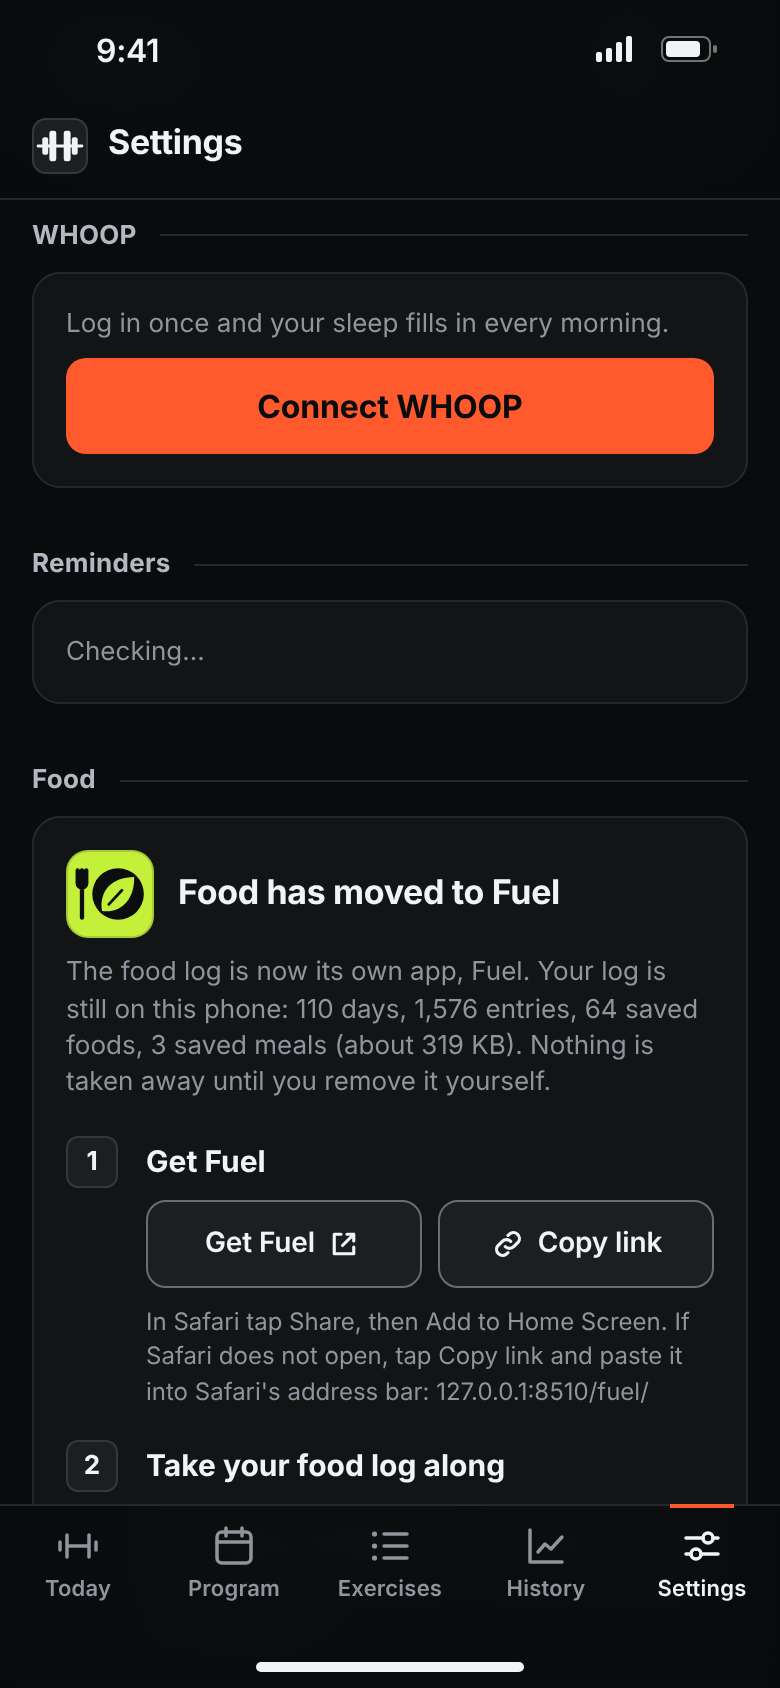 9:41
Settings
WHOOP
Log in once and your sleep fills in every morning.
Connect WHOOP
Reminders
Checking...
Food
Food has moved to Fuel
The food log is now its own app, Fuel. Your log is
still on this phone: 110 days, 1,576 entries, 64 saved
foods, 3 saved meals (about 319 KB). Nothing is
taken away until you remove it yourself.
1 Get Fuel
Get Fuel Copy link
In Safari tap Share, then Add to Home Screen. If
Safari does not open, tap Copy link and paste it
into Safari's address bar: 127.0.0.1:8510/fuel/
2 Take your food log along
Today Program Exercises History Settings